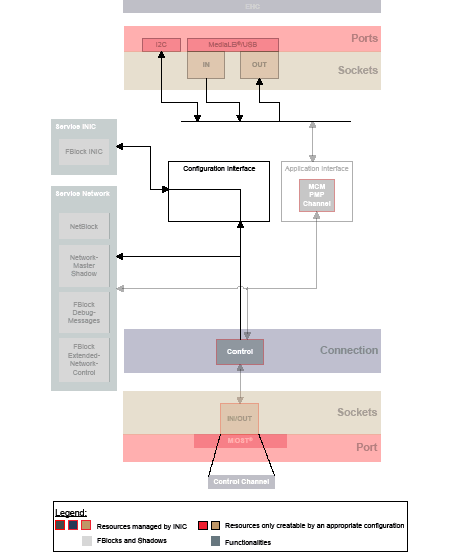 EHC
Ports
I2C
MediaLB®/USB
IN
OUT
Sockets
Service INIC
FBlock INIC
Configuration Interface
Application Interface
MCM
PMP
Channel
Service Network
NetBlock
Network-
Master
Shadow
FBlock
Debug-
Messages
FBlock
Extended-
Network-
Control
Control
Connection
Sockets
IN/OUT
MOST®
Port
Control Channel
Legend:
Resources managed by INIC
Resources only creatable by an appropriate configuration
FBlocks and Shadows
Functionalities